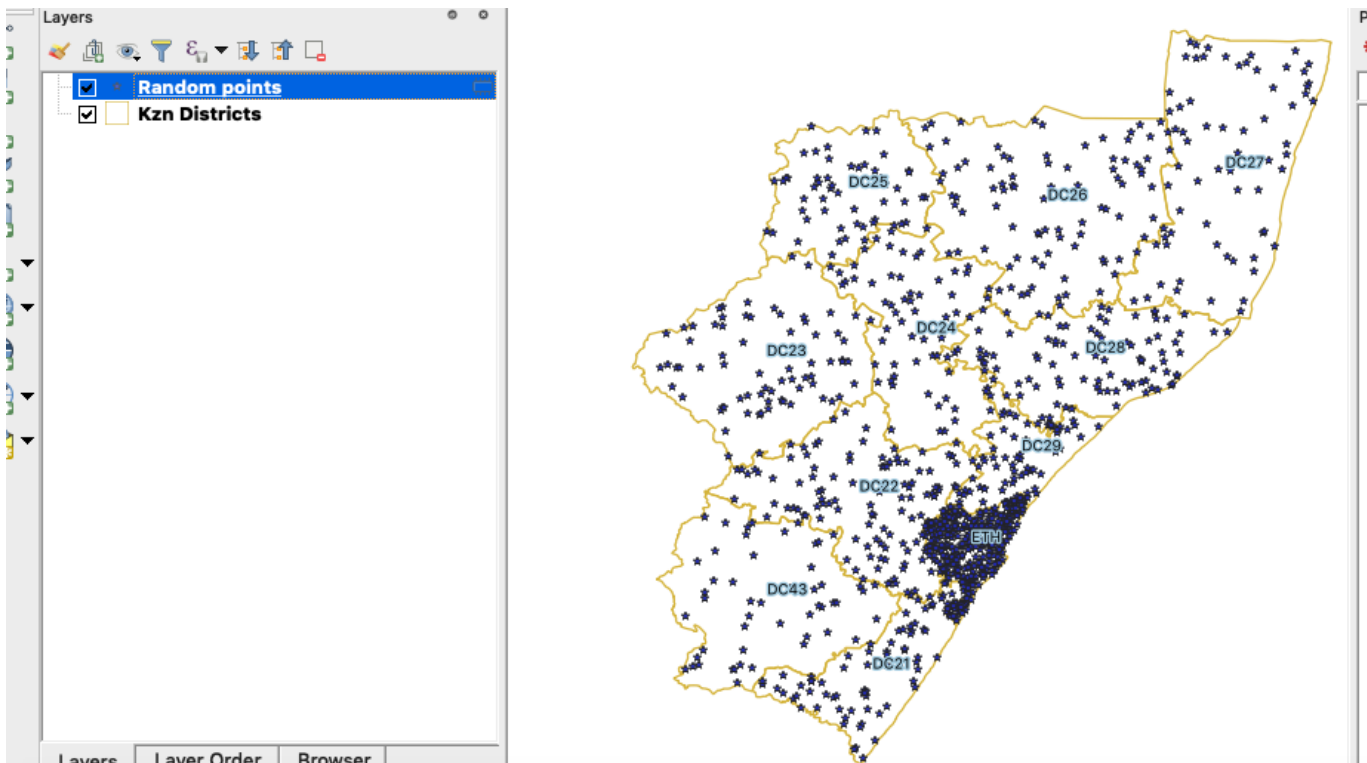 Layers
Random points
Kzn Districts
Layers Layer Order Browser
DC27
DC25
DC26
DC24
DC28
DC23
DC29
DC22
ETH
DC43
DC21